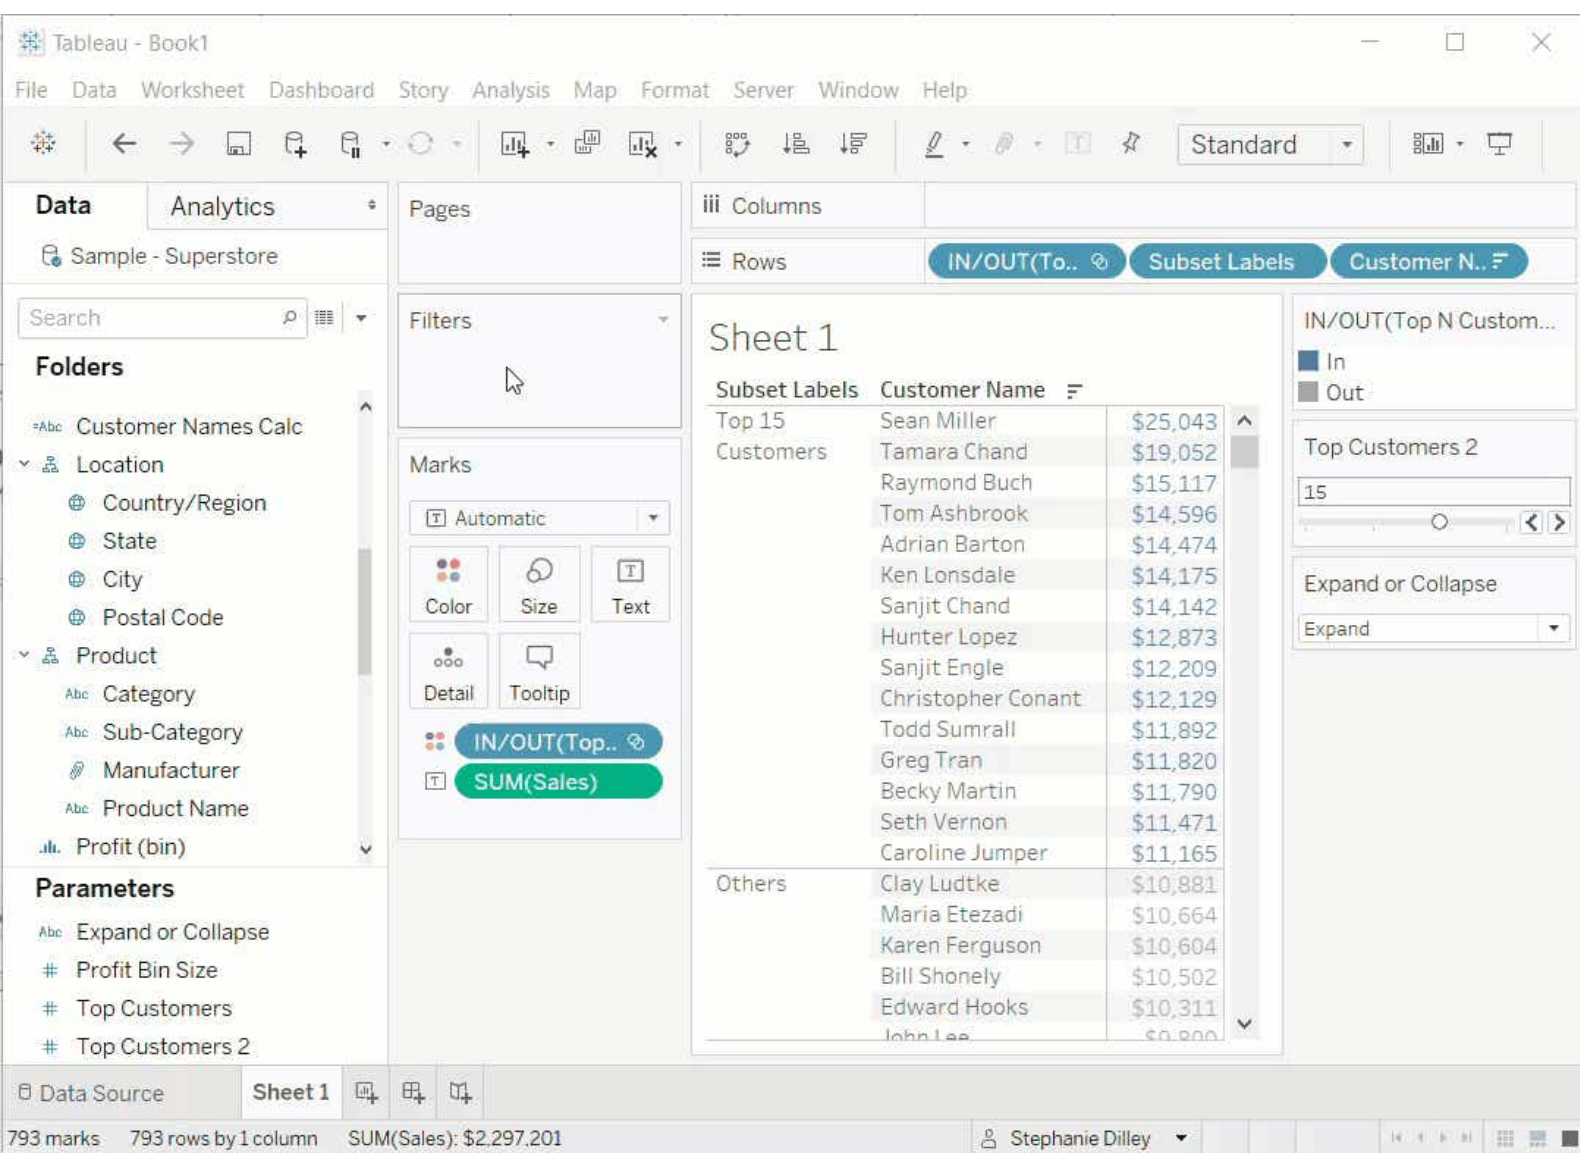 Tableau - Book1
File Data Worksheet Dashboard Story Analysis Map Format Server Window Help
Standard
Data Analytics
Sample - Superstore
Search
Folders
=Abc Customer Names Calc
Location
Country/Region
State
City
Postal Code
Product
Abc Category
Abc Sub-Category
Manufacturer
Abc Product Name
Profit (bin)
Parameters
Abc Expand or Collapse
# Profit Bin Size
# Top Customers
# Top Customers 2
Pages
Filters
Marks
T Automatic
Color Size T Text
Detail Tooltip
IN/OUT(Top..
T SUM(Sales)
iii Columns
Rows IN/OUT(To.. Subset Labels Customer N..
Sheet 1
Subset Labels Customer Name
Top 15 Sean Miller $25,043
Customers Tamara Chand $19,052
Raymond Buch $15,117
Tom Ashbrook $14,596
Adrian Barton $14,474
Ken Lonsdale $14,175
Sanjit Chand $14,142
Hunter Lopez $12,873
Sanjit Engle $12,209
Christopher Conant $12,129
Todd Sumrall $11,892
Greg Tran $11,820
Becky Martin $11,790
Seth Vernon $11,471
Caroline Jumper $11,165
Others Clay Ludtke $10,881
Maria Etezadi $10,664
Karen Ferguson $10,604
Bill Shonely $10,502
Edward Hooks $10,311
John Lee $9,800
IN/OUT(Top N Custom...
In
Out
Top Customers 2
15
Expand or Collapse
Expand
Data Source Sheet 1
793 marks 793 rows by 1 column SUM(Sales): $2,297,201 Stephanie Dilley